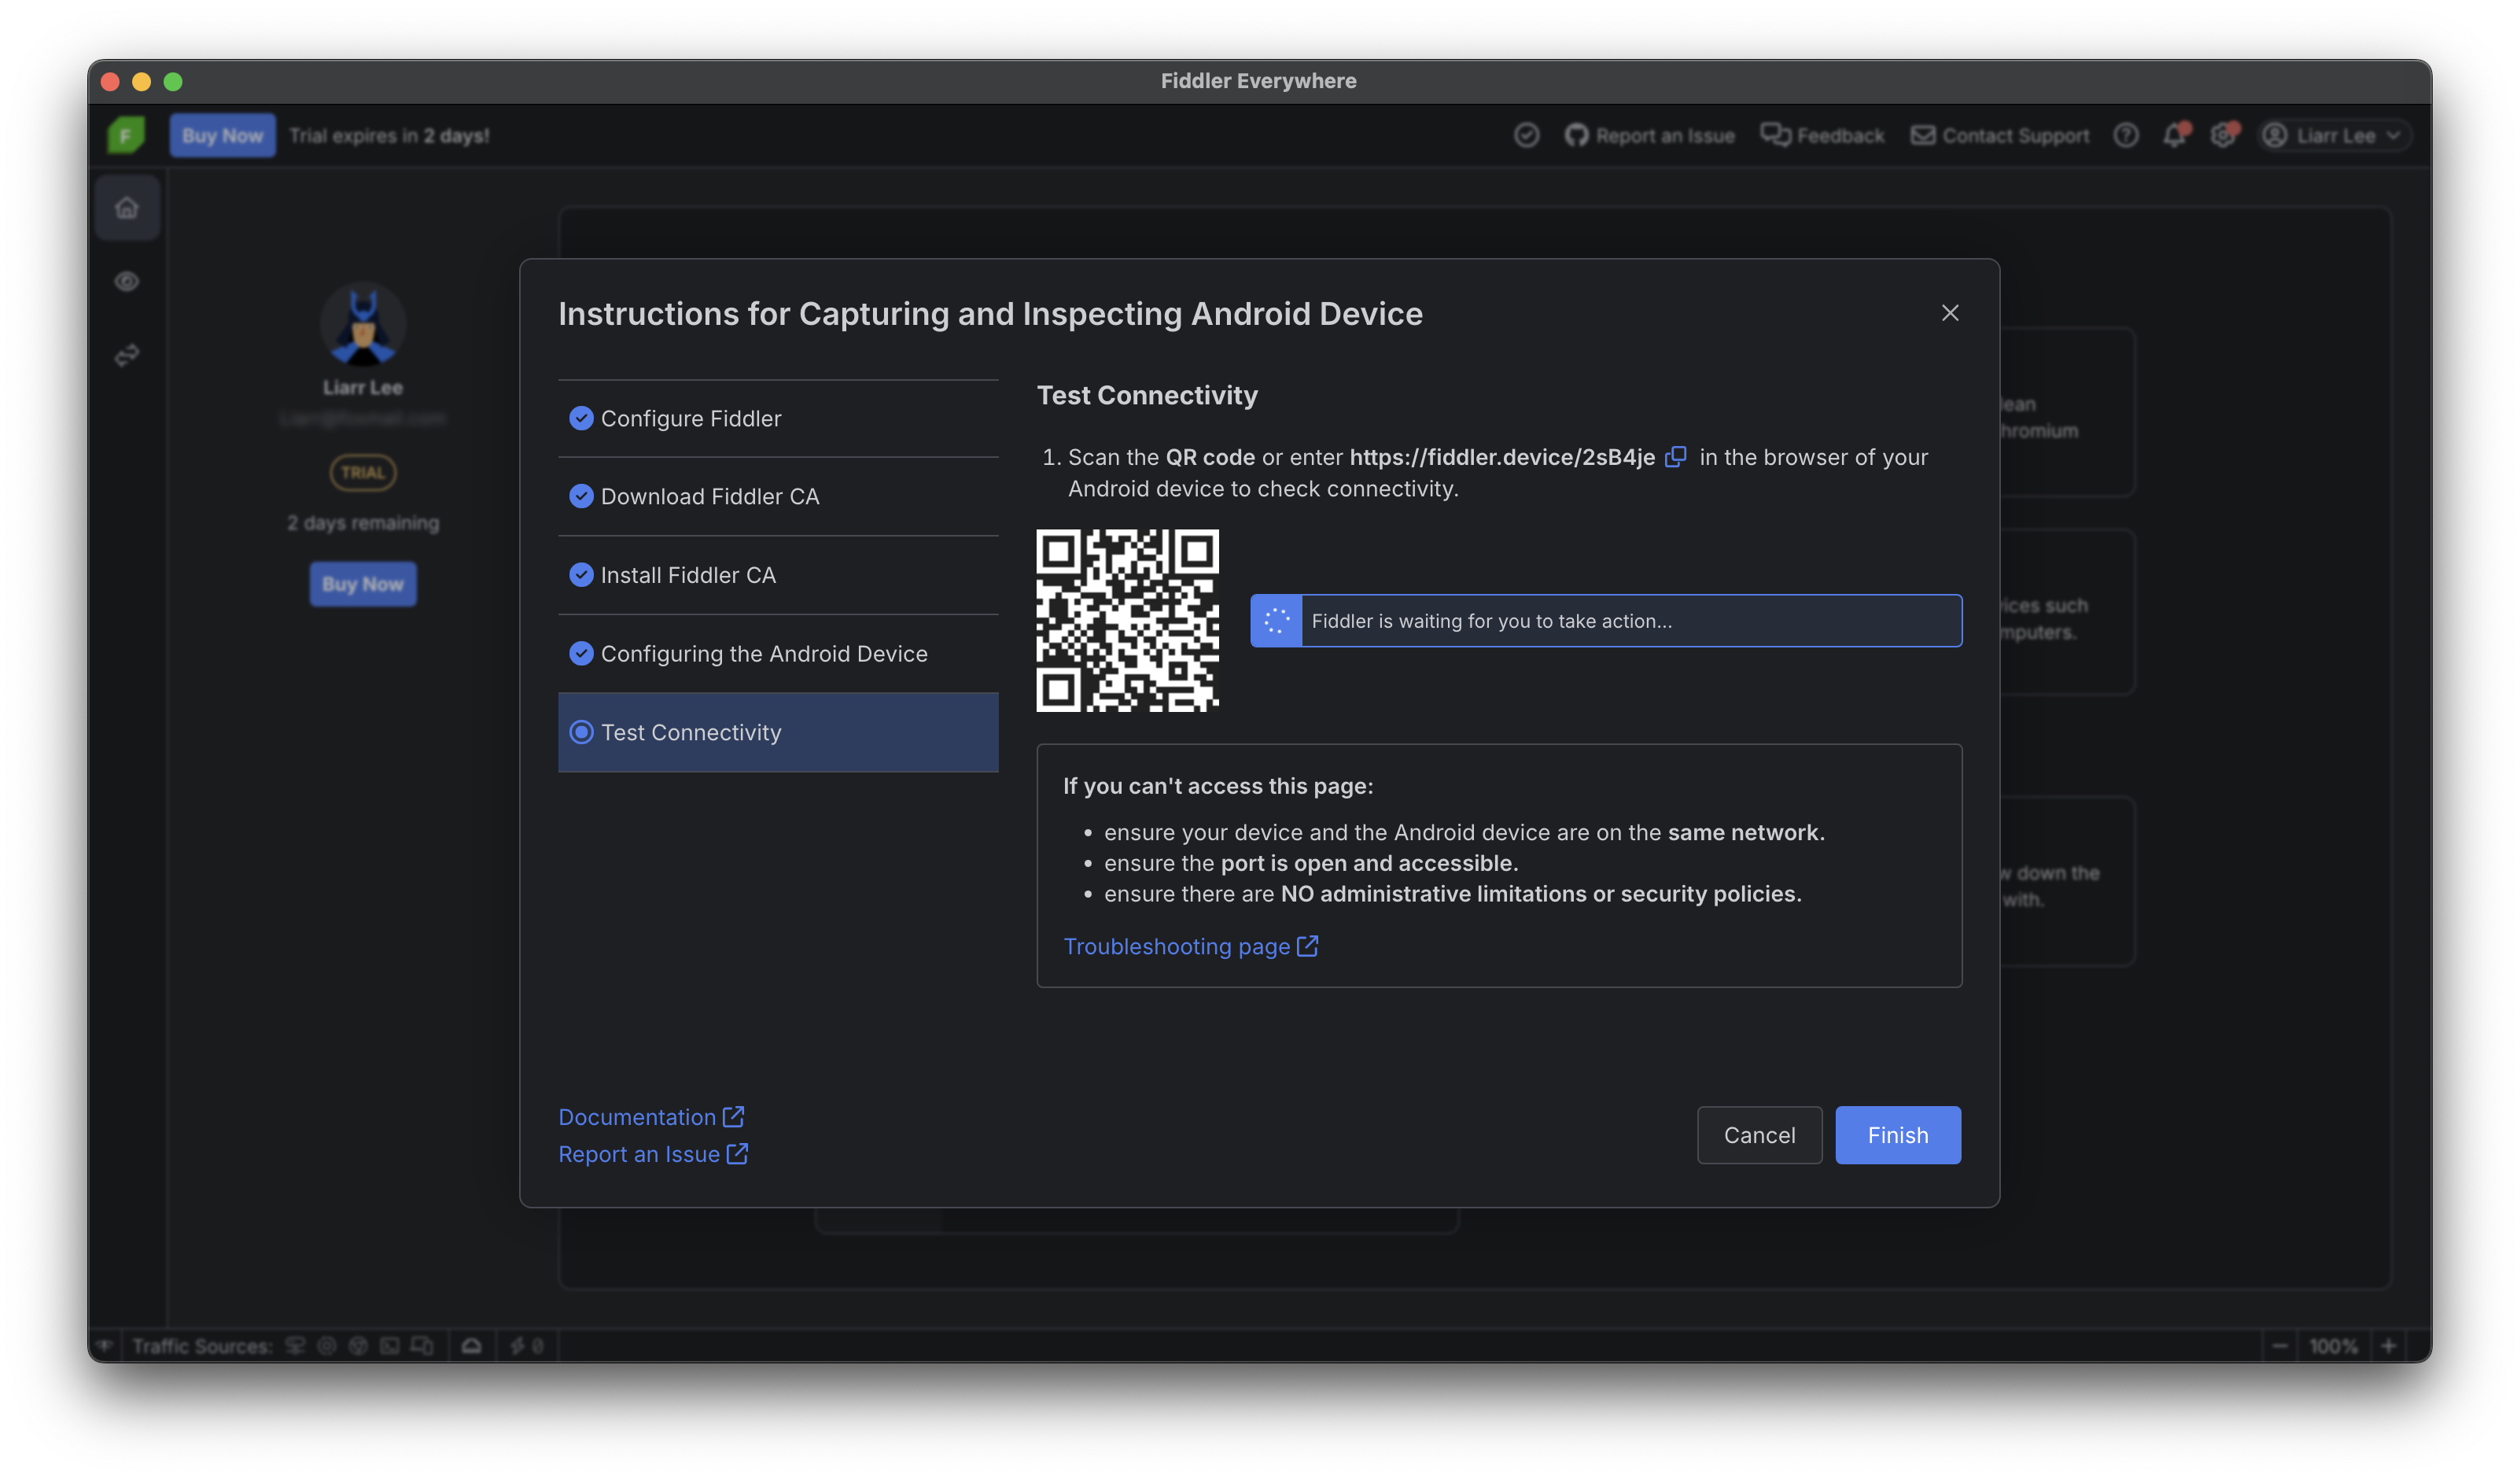 Fiddler Everywhere
F
Buy Now
Trial expires in 2 days!
Report an Issue
Feedback
Contact Support
Liarr Lee
Liarr Lee
TRIAL
2 days remaining
Buy Now
Instructions for Capturing and Inspecting Android Device
Configure Fiddler
Download Fiddler CA
Install Fiddler CA
Configuring the Android Device
Test Connectivity
Test Connectivity
1. Scan the QR code or enter https://fiddler.device/2sB4je in the browser of your
Android device to check connectivity.
Fiddler is waiting for you to take action...
If you can't access this page:
• ensure your device and the Android device are on the same network.
• ensure the port is open and accessible.
• ensure there are NO administrative limitations or security policies.
Troubleshooting page
Documentation
Report an Issue
Cancel
Finish
such
down the
with.
Traffic Sources:
0
100%